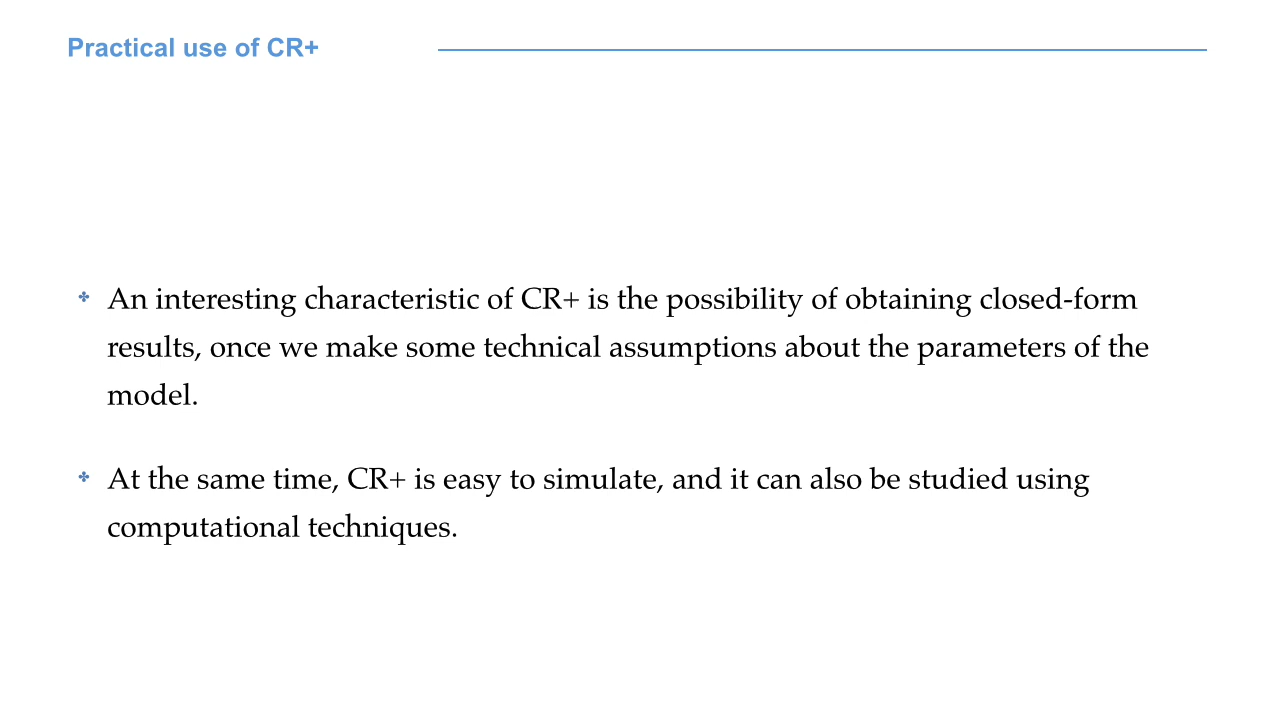 Practical use of CR+
An interesting characteristic of CR+ is the possibility of obtaining closed-form
results, once we make some technical assumptions about the parameters of the
model.
At the same time, CR+ is easy to simulate, and it can also be studied using
computational techniques.